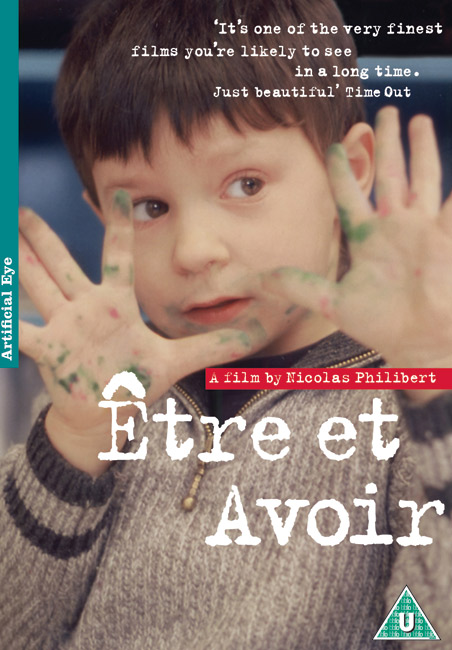 'It's one of the very finest
films you're likely to see
in a long time.
Just beautiful' Time Out
Artificial Eye
A film by Nicolas Philibert
Être et
Avoir
U